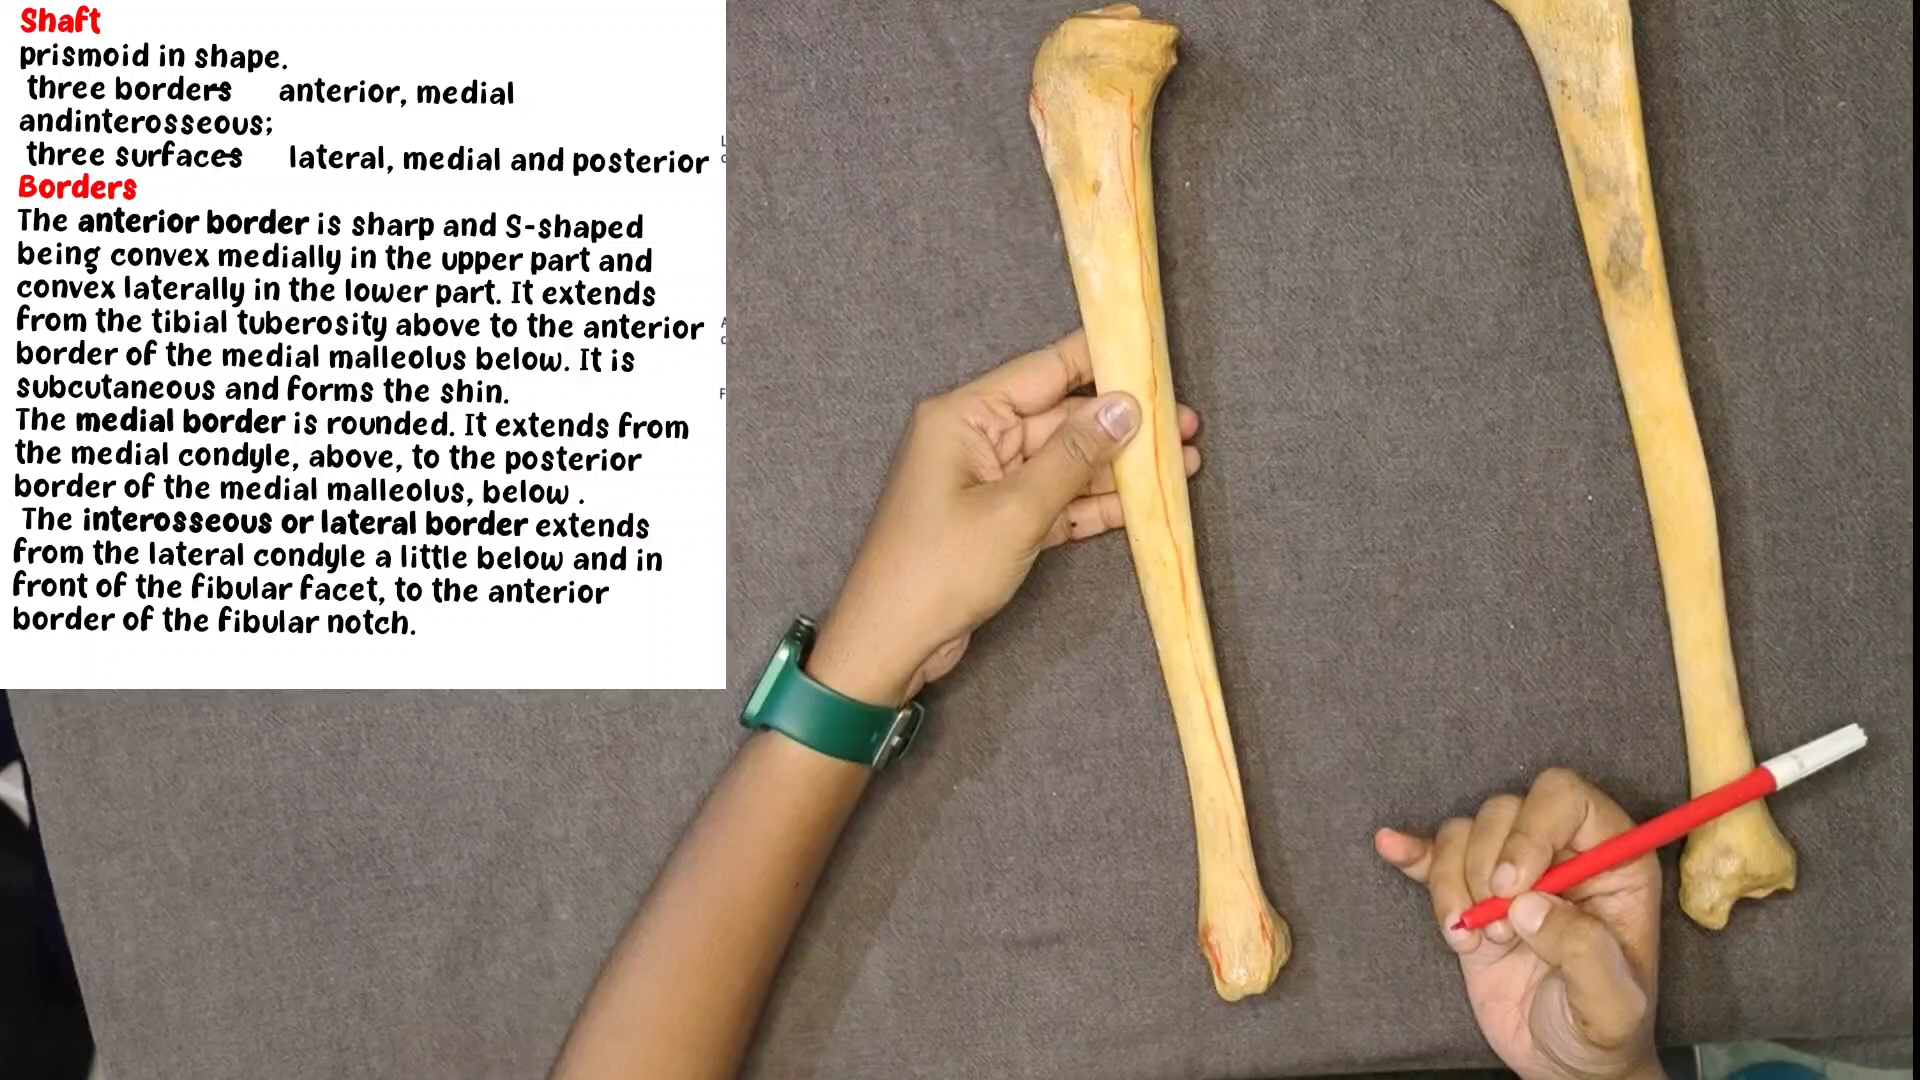 Shaft
prismoid in shape.
three borders anterior, medial
andinterosseous;
three surfaces lateral, medial and posterior
Borders
The anterior border is sharp and S-shaped
being convex medially in the upper part and
convex laterally in the lower part. It extends
from the tibial tuberosity above to the anterior
border of the medial malleolus below. It is
subcutaneous and forms the shin.
The medial border is rounded. It extends from
the medial condyle, above, to the posterior
border of the medial malleolus, below .
The interosseous or lateral border extends
from the lateral condyle a little below and in
front of the fibular facet, to the anterior
border of the fibular notch.